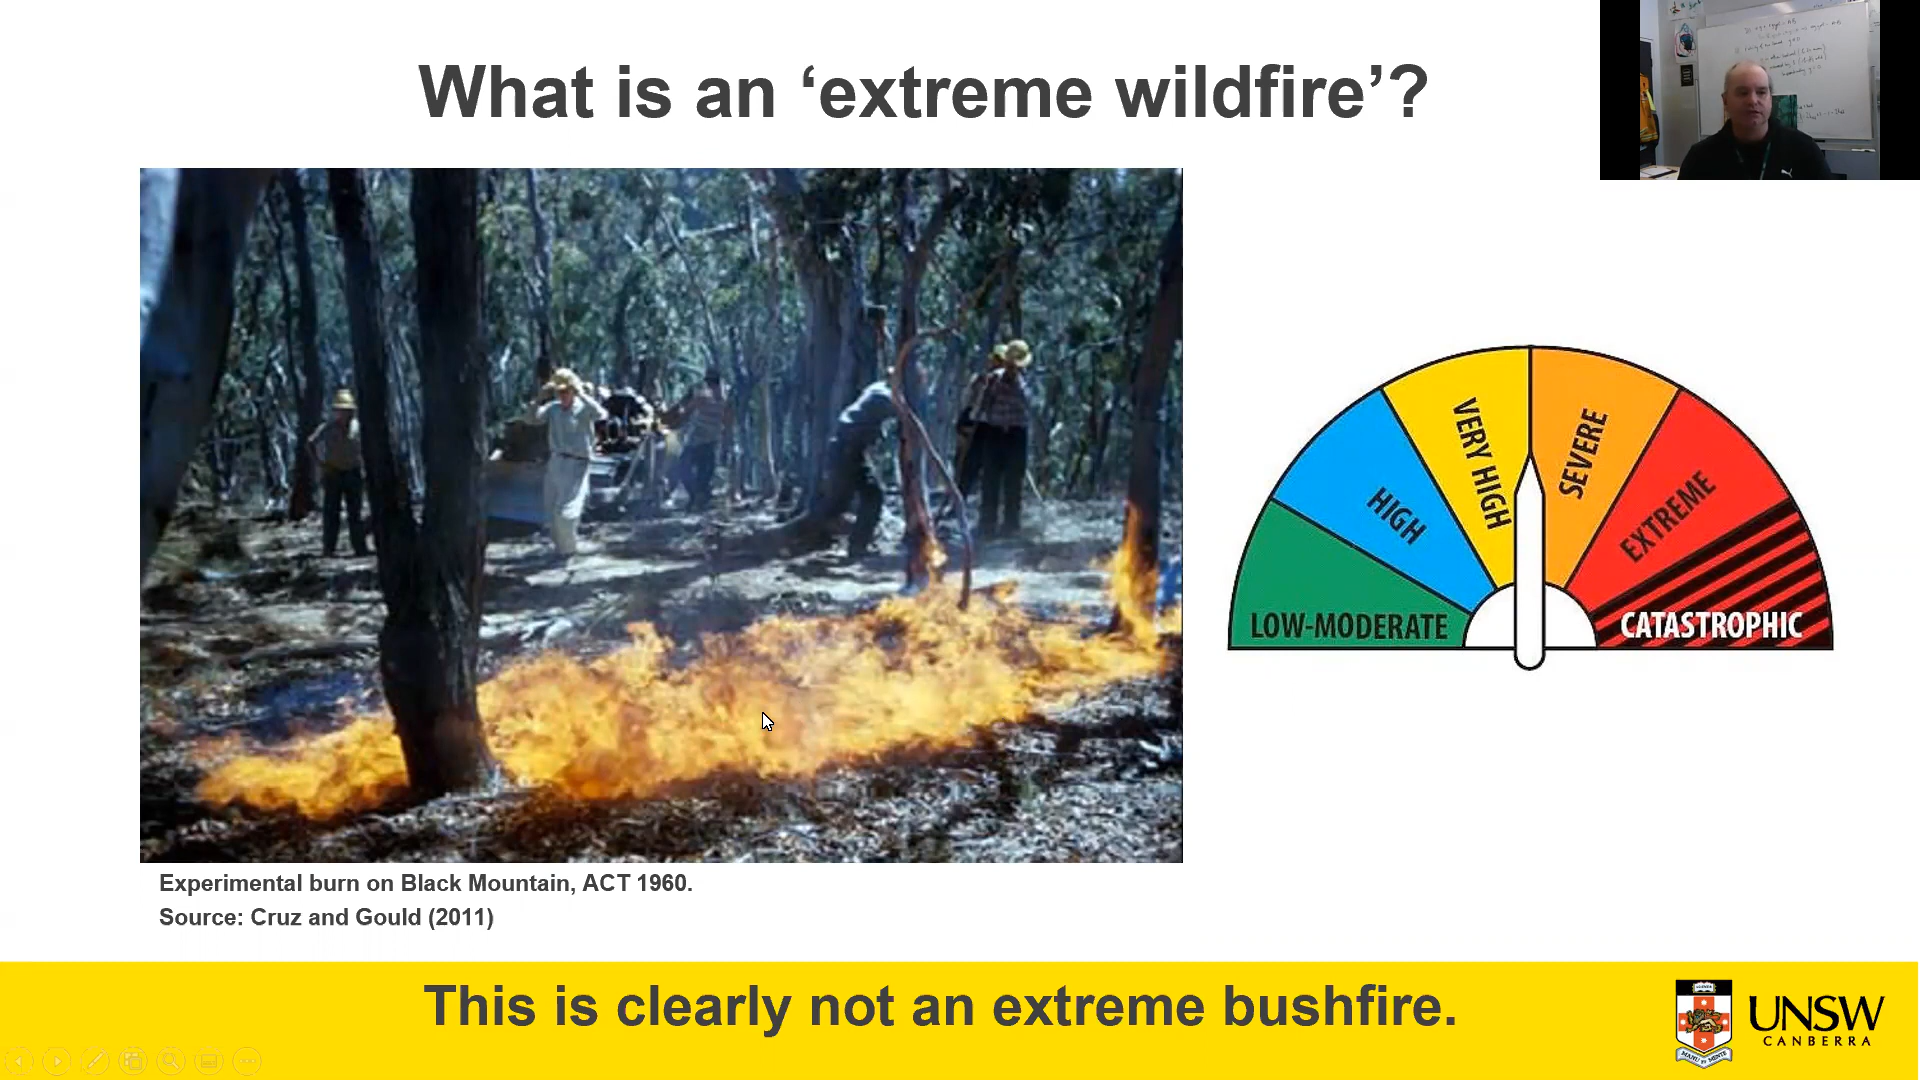 What is an ‘extreme wildfire’?
LOW-MODERATE
HIGH
VERY HIGH
SEVERE
EXTREME
CATASTROPHIC
Experimental burn on Black Mountain, ACT 1960.
Source: Cruz and Gould (2011)
This is clearly not an extreme bushfire.
UNSW
CANBERRA